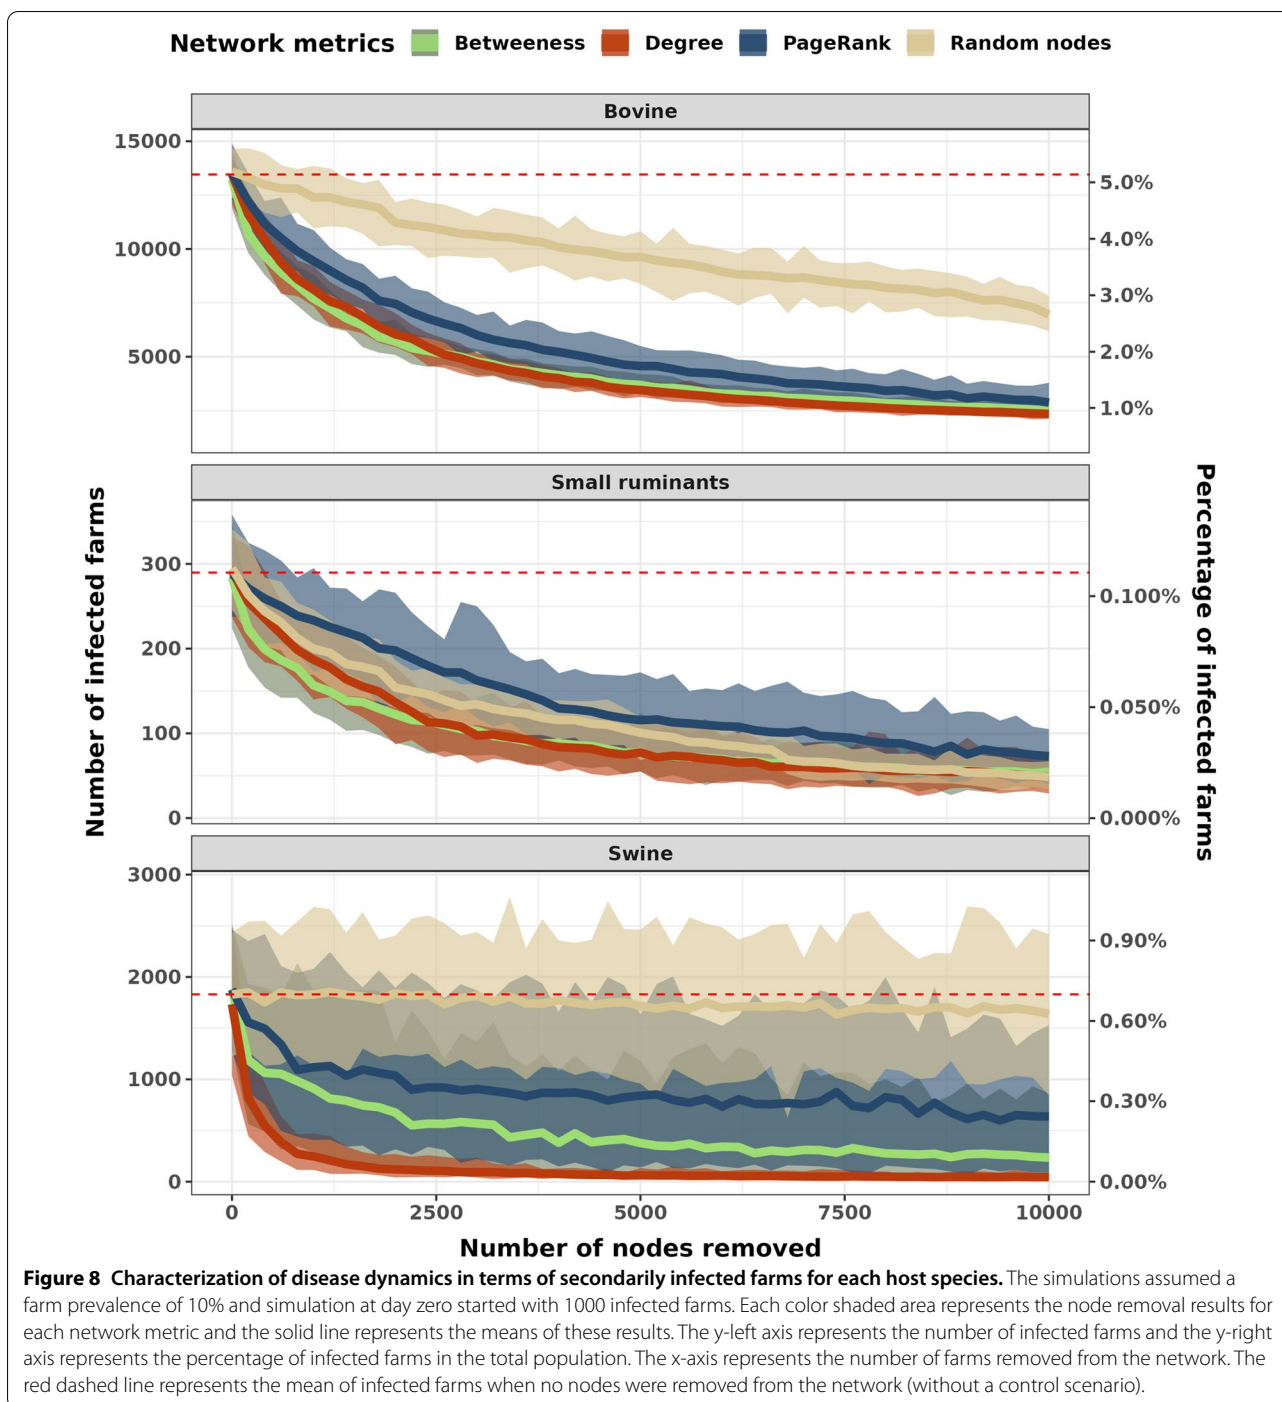 Network metrics Betweeness Degree PageRank Random nodes
Bovine
15000
10000
5000
5.0%
4.0%
3.0%
2.0%
1.0%
Small ruminants
300
200
100
0
0.100%
0.050%
0.000%
Swine
3000
2000
1000
0
0.90%
0.60%
0.30%
0.00%
0 2500 5000 7500 10000
Number of infected farms
Percentage of infected farms
Number of nodes removed
Figure 8 Characterization of disease dynamics in terms of secondarily infected farms for each host species. The simulations assumed a
farm prevalence of 10% and simulation at day zero started with 1000 infected farms. Each color shaded area represents the node removal results for
each network metric and the solid line represents the means of these results. The y-left axis represents the number of infected farms and the y-right
axis represents the percentage of infected farms in the total population. The x-axis represents the number of farms removed from the network. The
red dashed line represents the mean of infected farms when no nodes were removed from the network (without a control scenario).